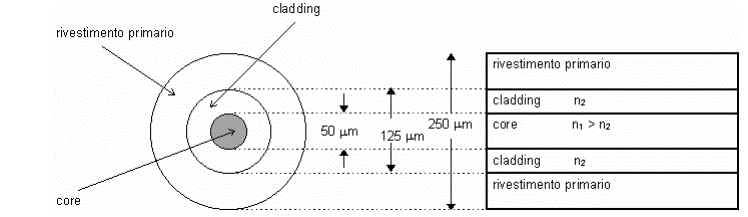 cladding
rivestimento primario
core
50 µm
125 µm
250 µm
rivestimento primario
cladding n₂
core n₁ > n₂
cladding n₂
rivestimento primario